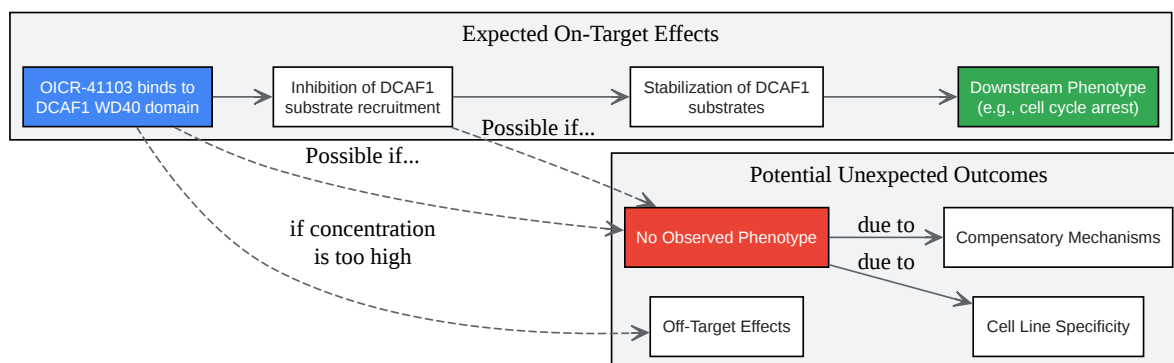 Expected On-Target Effects
OICR-41103 binds to
DCAF1 WD40 domain
Inhibition of DCAF1
substrate recruitment
Stabilization of DCAF1
substrates
Downstream Phenotype
(e.g., cell cycle arrest)
Possible if...
Possible if...
Potential Unexpected Outcomes
if concentration
is too high
No Observed Phenotype
due to
Compensatory Mechanisms
due to
Off-Target Effects
Cell Line Specificity